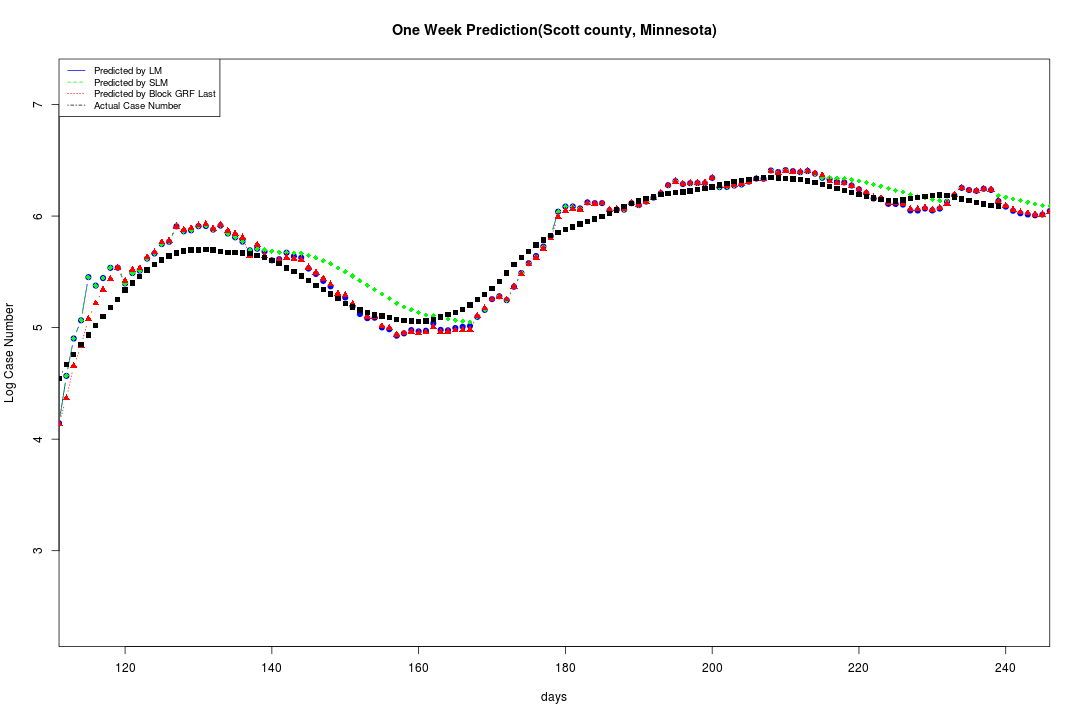 One Week Prediction(Scott county, Minnesota)
Predicted by LM
Predicted by SLM
Predicted by Block GRF Last
Actual Case Number
Log Case Number
7
6
5
4
3
120 140 160 180 200 220 240
days